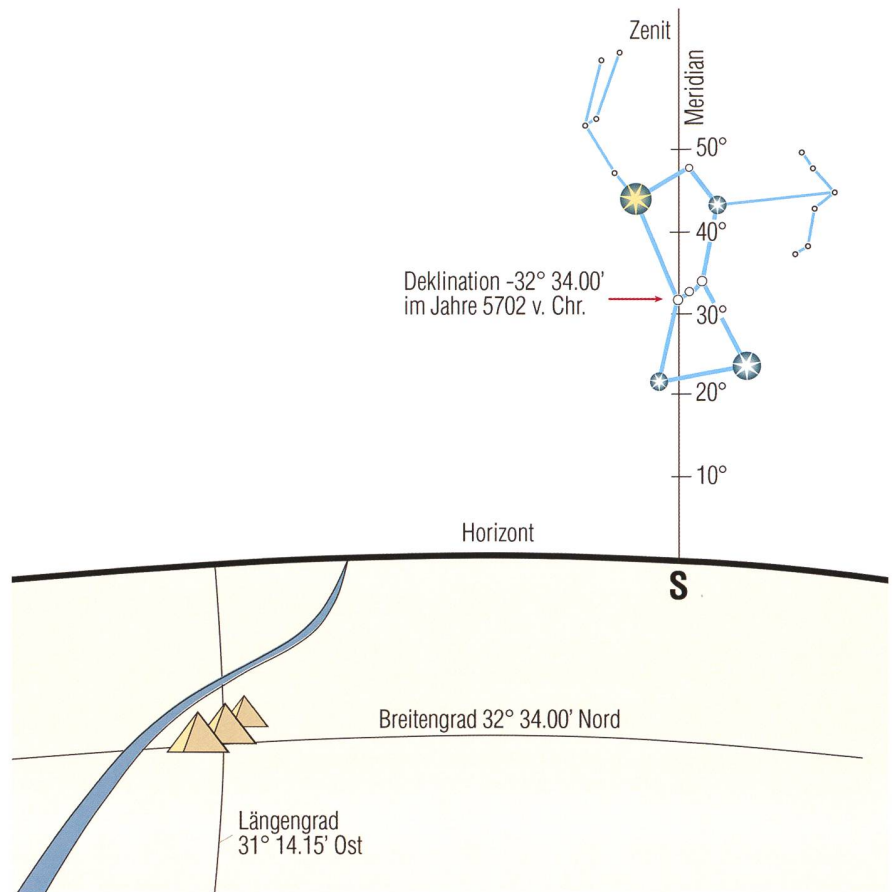 Zenit
Meridian
50°
40°
Deklination -32° 34.00'
im Jahre 5702 v. Chr.
30°
20°
10°
Horizont
S
Breitengrad 32° 34.00' Nord
Längengrad
31° 14.15' Ost